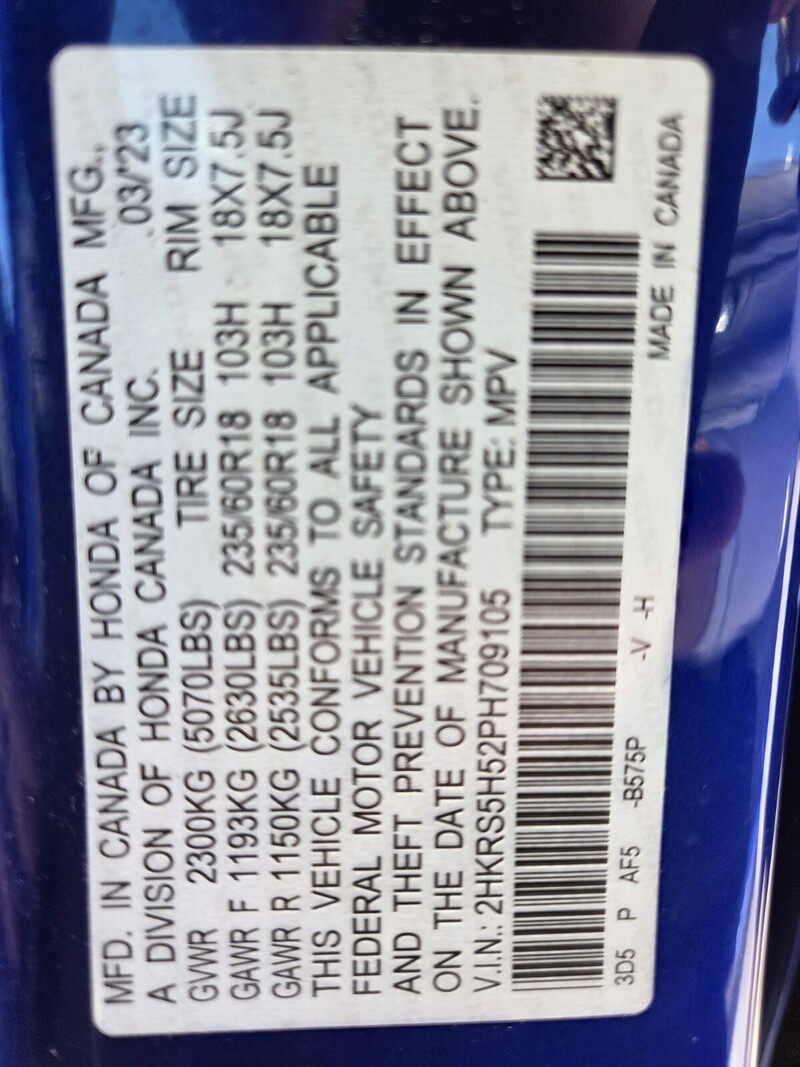 MFD. IN CANADA BY HONDA OF CANADA MFG.,
A DIVISION OF HONDA CANADA INC. 03/'23
GVWR 2300KG (5070LBS) TIRE SIZE RIM SIZE
GAWR F 1193KG (2630LBS) 235/60R18 103H 18X7.5J
GAWR R 1150KG (2535LBS) 235/60R18 103H 18X7.5J
THIS VEHICLE CONFORMS TO ALL APPLICABLE
FEDERAL MOTOR VEHICLE SAFETY
AND THEFT PREVENTION STANDARDS IN EFFECT
ON THE DATE OF MANUFACTURE SHOWN ABOVE.
V.I.N.: 2HKRS5H52PH709105 TYPE: MPV
3D5 P AF5 -B575P -V -H
MADE IN CANADA